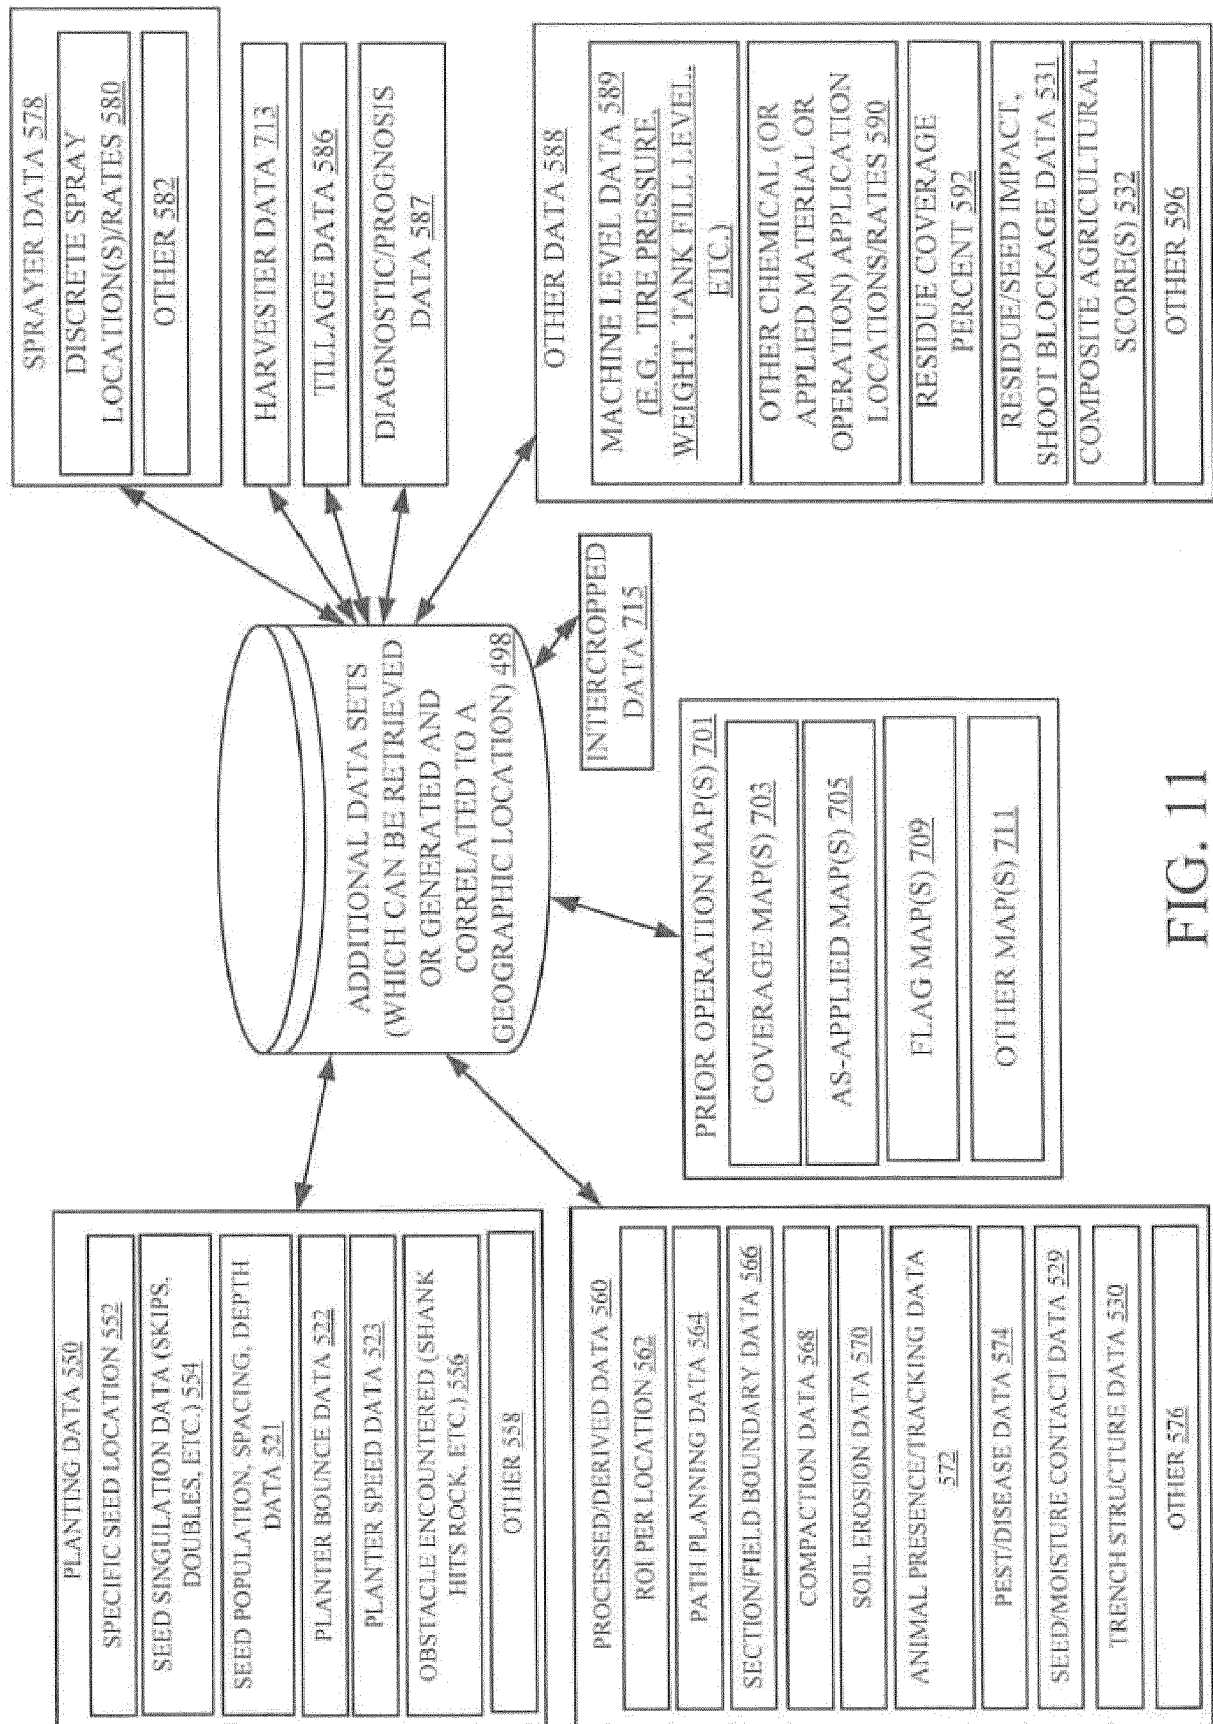 PLANTING DATA 550
SPECIFIC SEED LOCATION 552
SEED SINGULATION DATA (SKIPS,
DOUBLES, ETC.) 554
SEED POPULATION, SPACING, DEPTH
DATA 521
PLANTER BOUNCE DATA 522
PLANTER SPEED DATA 523
OBSTACLE ENCOUNTERED (SHANK
HITS ROCK, ETC.) 556
OTHER 558
PROCESSED/DERIVED DATA 560
ROI PER LOCATION 562
PATH PLANNING DATA 564
SECTION/FIELD BOUNDARY DATA 566
COMPACTION DATA 568
SOIL EROSION DATA 570
ANIMAL PRESENCE/TRACKING DATA
572
PEST/DISEASE DATA 574
SEED/MOISTURE CONTACT DATA 529
TRENCH STRUCTURE DATA 530
OTHER 576
ADDITIONAL DATA SETS
(WHICH CAN BE RETRIEVED
OR GENERATED AND
CORRELATED TO A
GEOGRAPHIC LOCATION) 498
PRIOR OPERATION MAP(S) 701
COVERAGE MAP(S) 703
AS-APPLIED MAP(S) 705
FLAG MAP(S) 709
OTHER MAP(S) 711
INTERCROPPED
DATA 715
SPRAYER DATA 578
DISCRETE SPRAY
LOCATION(S)/RATES 580
OTHER 582
HARVESTER DATA 713
TILLAGE DATA 586
DIAGNOSTIC/PROGNOSIS
DATA 587
OTHER DATA 588
MACHINE LEVEL DATA 589
(E.G., TIRE PRESSURE,
WEIGHT, TANK FILL LEVEL,
ETC.)
OTHER CHEMICAL (OR
APPLIED MATERIAL OR
OPERATION) APPLICATION
LOCATIONS/RATES 590
RESIDUE COVERAGE
PERCENT 592
RESIDUE/SEED IMPACT,
SHOOT BLOCKAGE DATA 531
COMPOSITE AGRICULTURAL
SCORE(S) 532
OTHER 596
FIG. 11